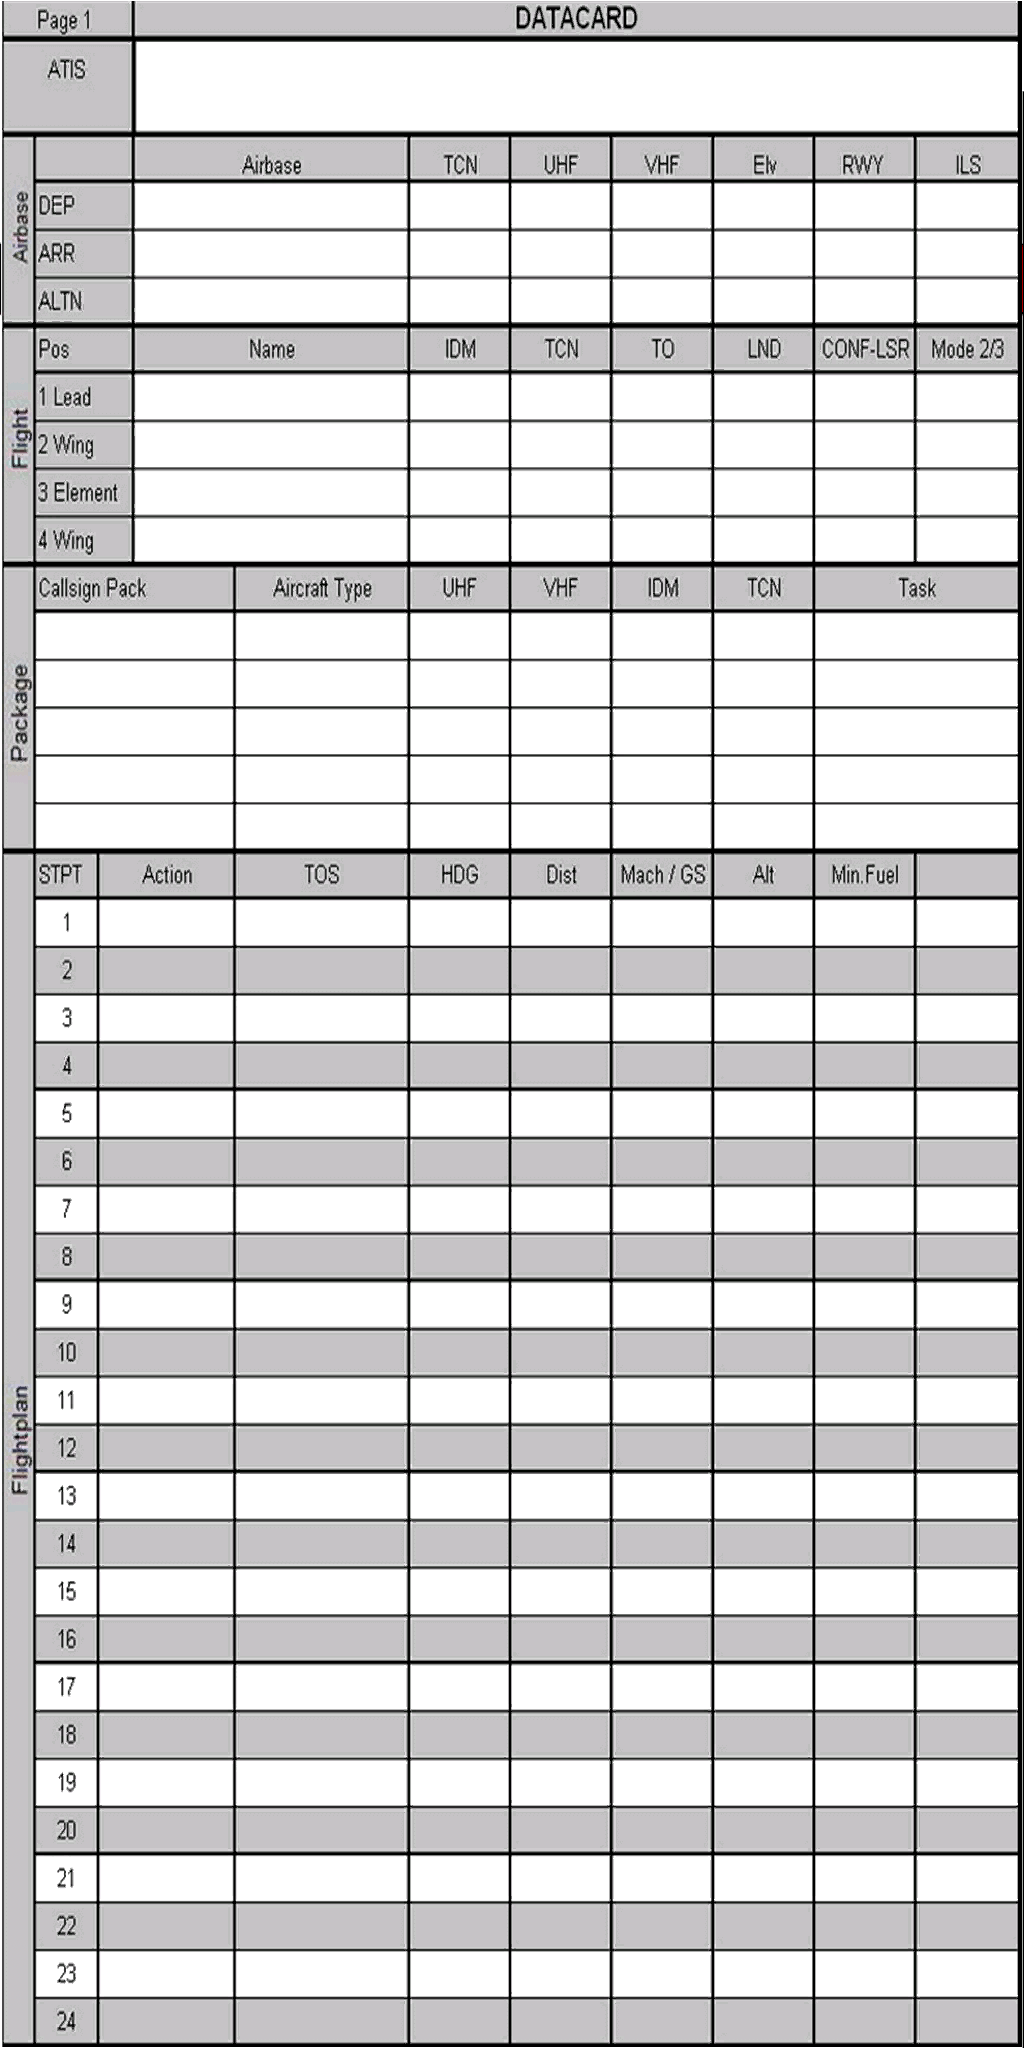 Page 1 DATACARD
ATIS
Airbase
Airbase TCN UHF VHF Elv RWY ILS
DEP
ARR
ALTN
Flight
Pos Name IDM TCN TO LND CONF-LSR Mode 2/3
1 Lead
2 Wing
3 Element
4 Wing
Package
Callsign Pack Aircraft Type UHF VHF IDM TCN Task
Flightplan
STPT Action TOS HDG Dist Mach / GS Alt Min.Fuel
1
2
3
4
5
6
7
8
9
10
11
12
13
14
15
16
17
18
19
20
21
22
23
24